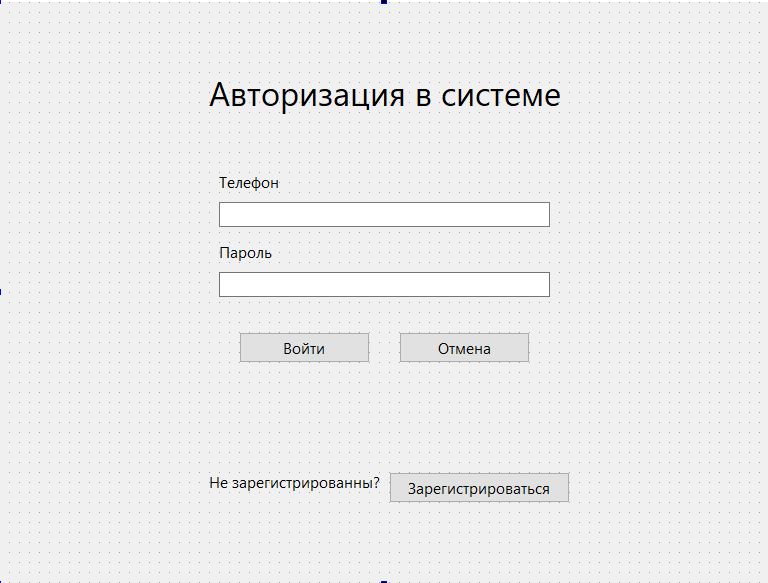 Авторизация в системе
Телефон
Пароль
Войти Отмена
Не зарегистрированны? Зарегистрироваться